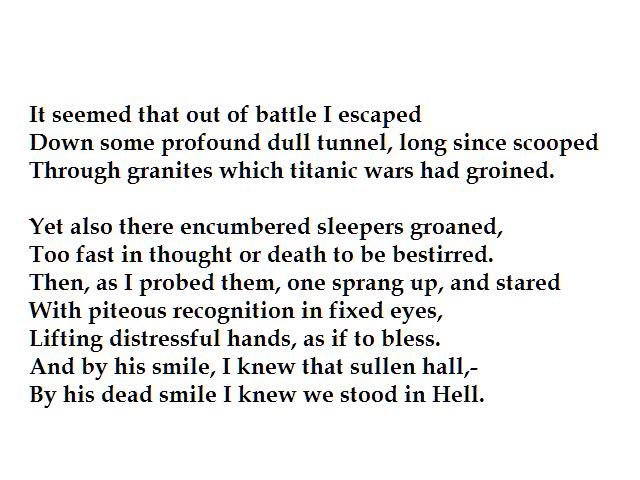 It seemed that out of battle I escaped
Down some profound dull tunnel, long since scooped
Through granites which titanic wars had groined.
Yet also there encumbered sleepers groaned,
Too fast in thought or death to be bestirred.
Then, as I probed them, one sprang up, and stared
With piteous recognition in fixed eyes,
Lifting distressful hands, as if to bless.
And by his smile, I knew that sullen hall,-
By his dead smile I knew we stood in Hell.